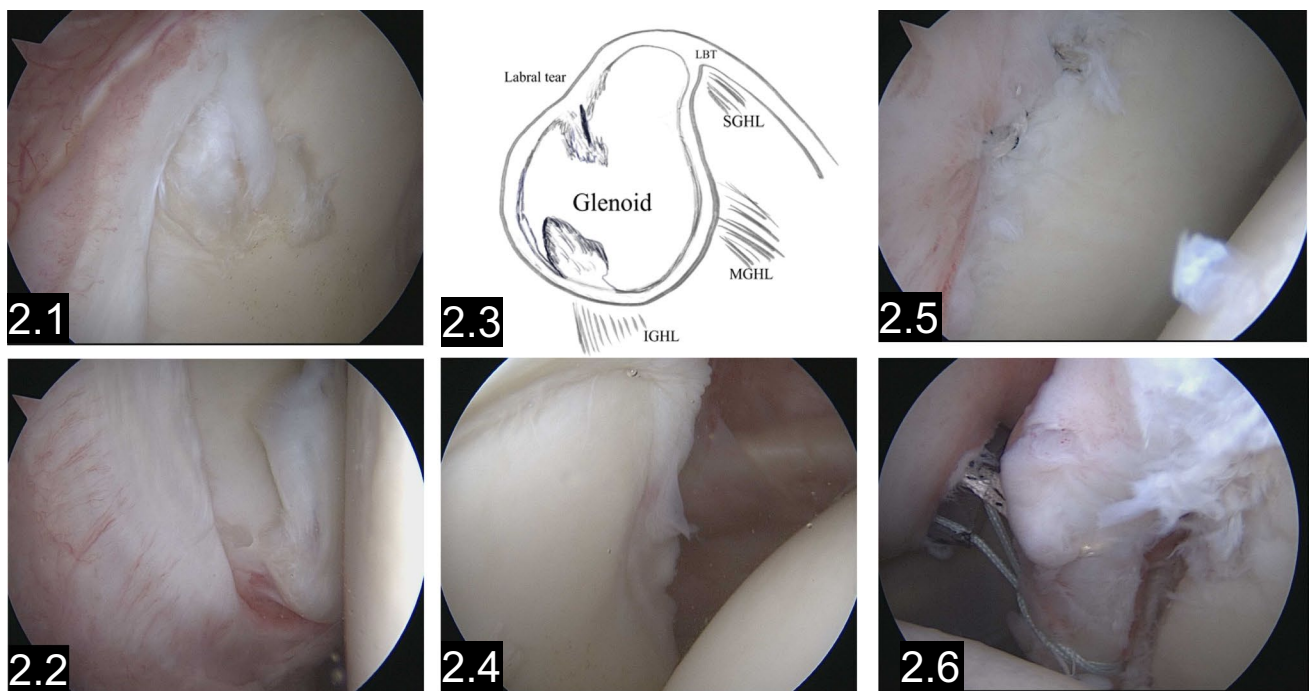 2.1
Labral tear
LBT
SGHL
Glenoid
MGHL
IGHL
2.3
2.5
2.2
2.4
2.6